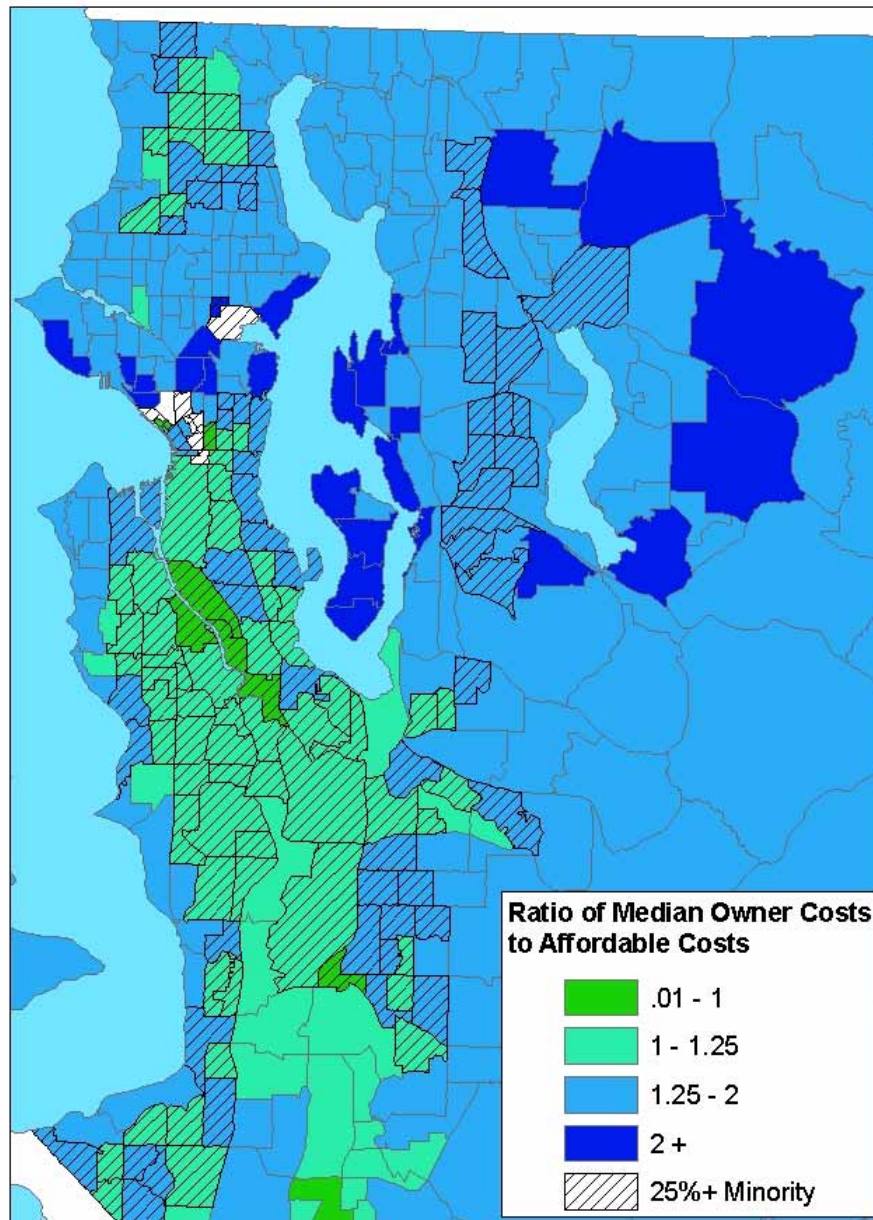 Ratio of Median Owner Costs
to Affordable Costs
.01 - 1
1 - 1.25
1.25 - 2
2 +
25%+ Minority